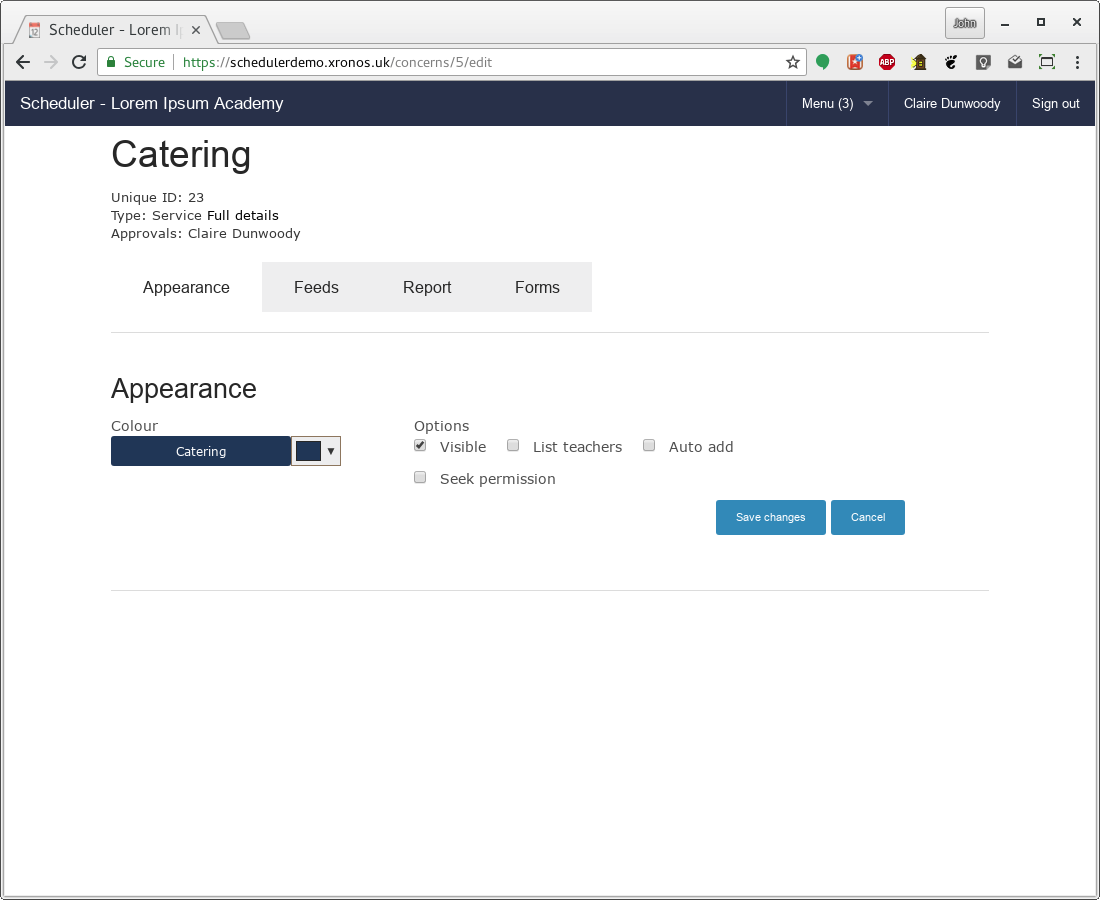 Scheduler - Lorem
John
Secure
https://schedulerdemo.xronos.uk/concerns/5/edit
ABP
Scheduler - Lorem Ipsum Academy
Menu (3)
Claire Dunwoody
Sign out
Catering
Unique ID: 23
Type: Service Full details
Approvals: Claire Dunwoody
Appearance
Feeds
Report
Forms
Appearance
Colour
Catering
Options
Visible
List teachers
Auto add
Seek permission
Save changes
Cancel